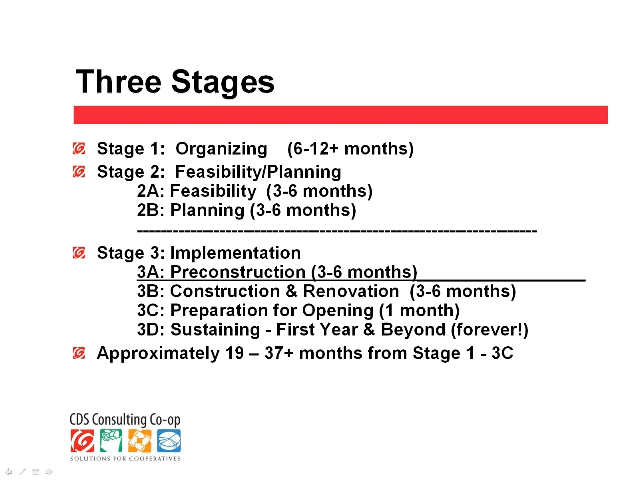 Three Stages
Stage 1: Organizing (6-12+ months)
Stage 2: Feasibility/Planning
2A: Feasibility (3-6 months)
2B: Planning (3-6 months)
--------------------------------------------------------------------
Stage 3: Implementation
3A: Preconstruction (3-6 months)
3B: Construction & Renovation (3-6 months)
3C: Preparation for Opening (1 month)
3D: Sustaining - First Year & Beyond (forever!)
Approximately 19 – 37+ months from Stage 1 - 3C
CDS Consulting Co-op
SOLUTIONS FOR COOPERATIVES